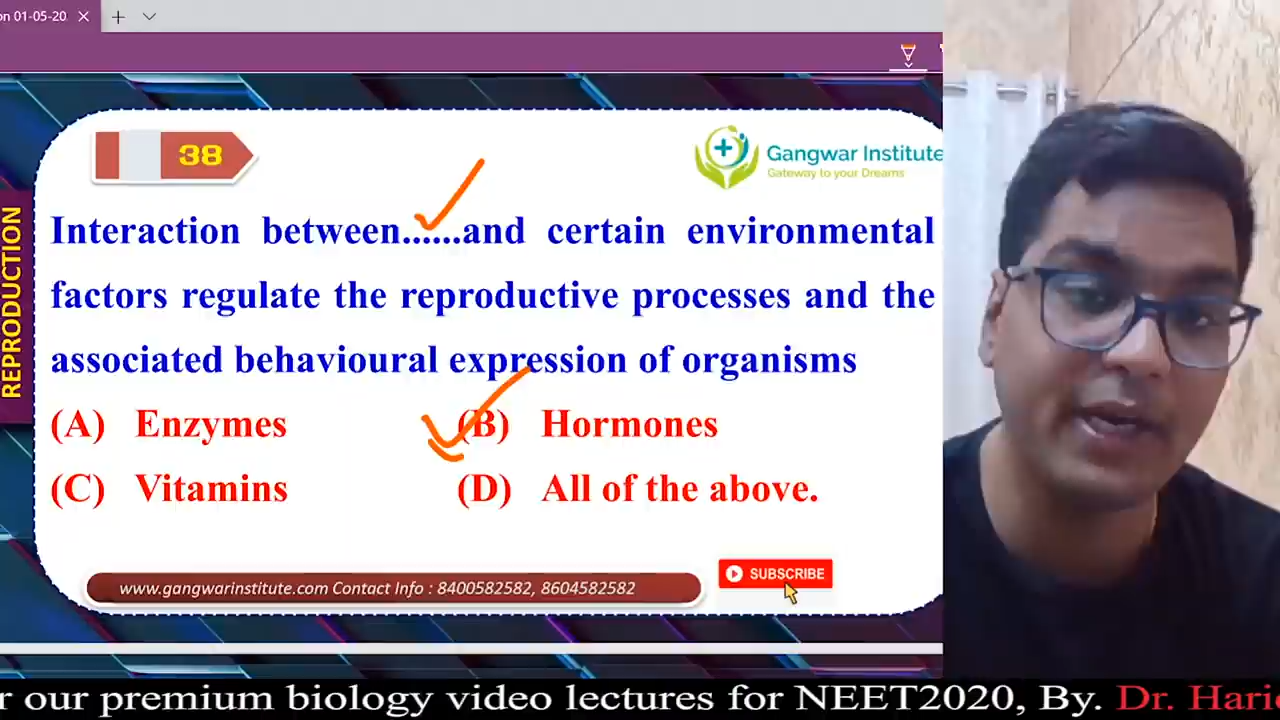 on 01-05-20
38
Gangwar Institute
Gateway to your Dreams
REPRODUCTION
Interaction between......and certain environmental
factors regulate the reproductive processes and the
associated behavioural expression of organisms
(A) Enzymes (B) Hormones
(C) Vitamins (D) All of the above.
www.gangwarinstitute.com Contact Info : 8400582582, 8604582582
SUBSCRIBE
r our premium biology video lectures for NEET2020, By. Dr. Hari